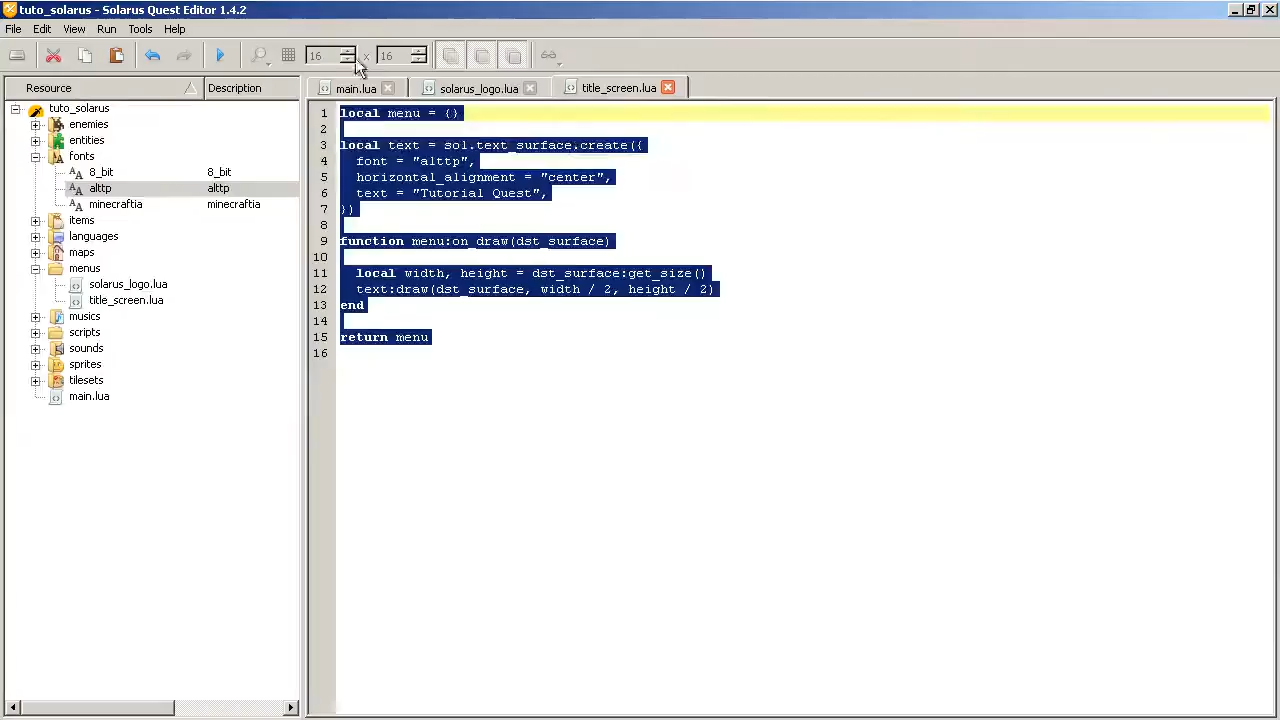 tuto_solarus - Solarus Quest Editor 1.4.2
File Edit View Run Tools Help
16 x 16
Resource Description
main.lua solarus_logo.lua title_screen.lua
tuto_solarus
enemies
entities
fonts
8_bit 8_bit
alttp alttp
minecraftia minecraftia
items
languages
maps
menus
solarus_logo.lua
title_screen.lua
musics
scripts
sounds
sprites
tilesets
main.lua
1 local menu = {}
2
3 local text = sol.text_surface.create({
4 font = "alttp",
5 horizontal_alignment = "center",
6 text = "Tutorial Quest",
7 })
8
9 function menu:on_draw(dst_surface)
10
11 local width, height = dst_surface:get_size()
12 text:draw(dst_surface, width / 2, height / 2)
13 end
14
15 return menu
16